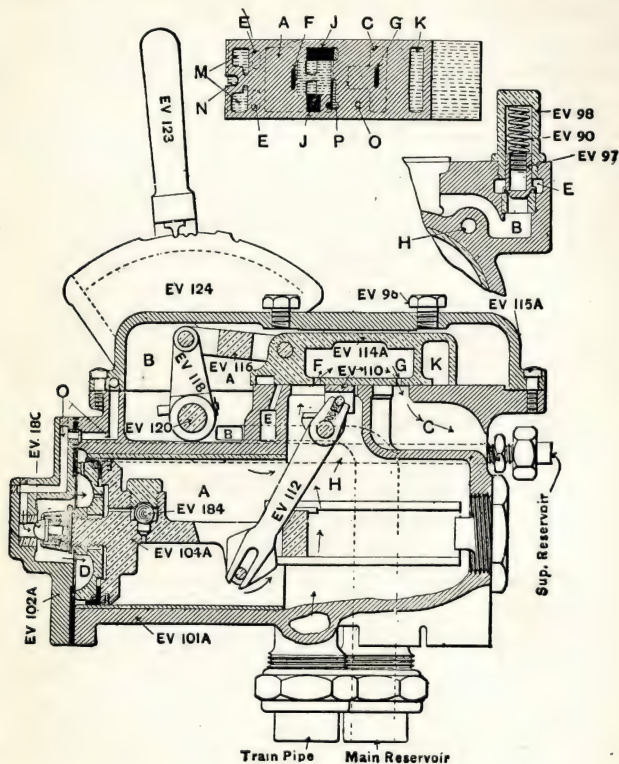 E A F J C G K
M
N
E J P O
EV 123
EV 98
EV 90
EV 97
E
B
H
EV 124
EV 96
EV 115A
B
EV 118
EV 116
A
EV 114A
F EV 110 G
K
O
EV 18C
EV 120
B
E
C
A
H
EV 112
EV 184
EV 104A
D
EV 102A
EV 101A
Sup. Reservoir
Train Pipe Main Reservoir